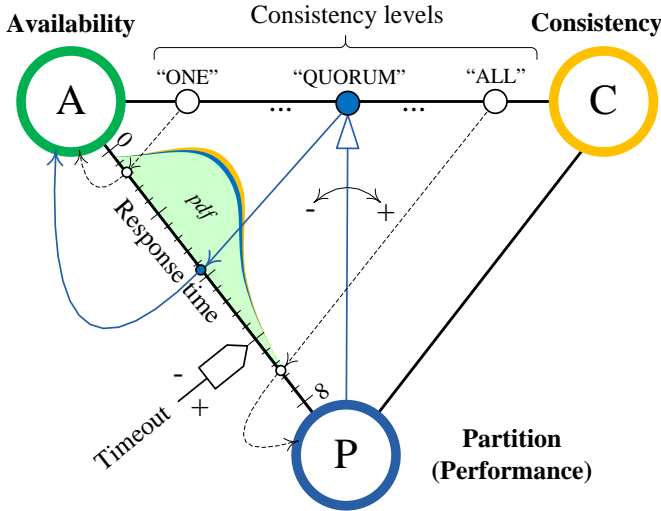 Consistency levels
Availability
Consistency
“ONE”
“QUORUM”
“ALL”
A
...
...
C
0
pdf
Response time
-
+
-
+
Timeout
8
P
Partition
(Performance)